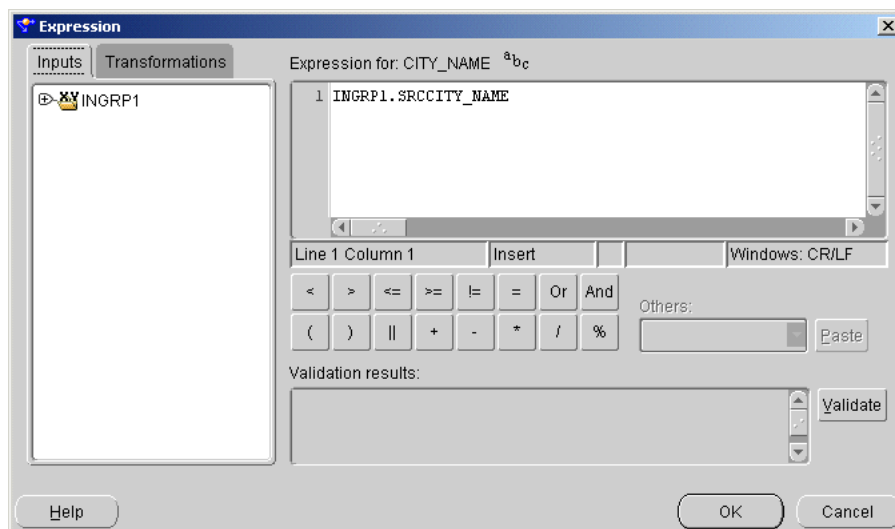 Expression
Inputs
Transformations
INGRP1
Expression for: CITY_NAME abc
1 INGRP1.SRCCITY_NAME
Line 1 Column 1
Insert
Windows: CR/LF
< > <= >= != = Or And
( ) || + - * / %
Others:
Paste
Validation results:
Validate
Help
OK
Cancel